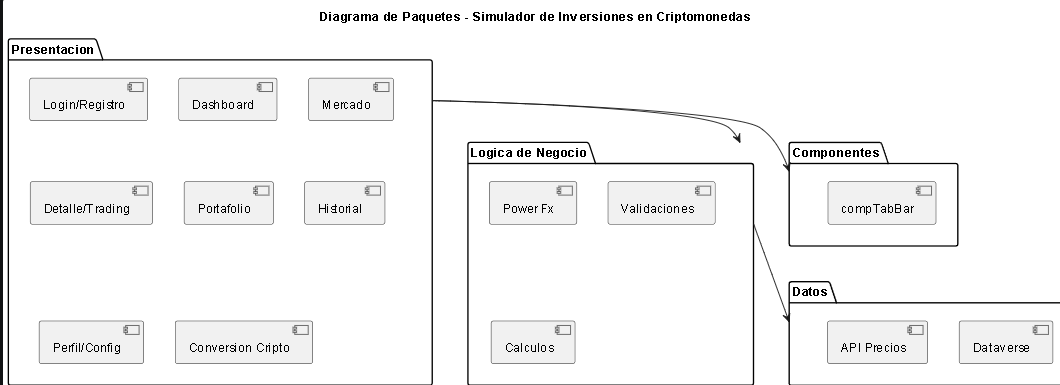 Diagrama de Paquetes - Simulador de Inversiones en Criptomonedas
Presentacion
Login/Registro
Dashboard
Mercado
Detalle/Trading
Portafolio
Historial
Perfil/Config
Conversion Cripto
Logica de Negocio
Power Fx
Validaciones
Calculos
Componentes
compTabBar
Datos
API Precios
Dataverse